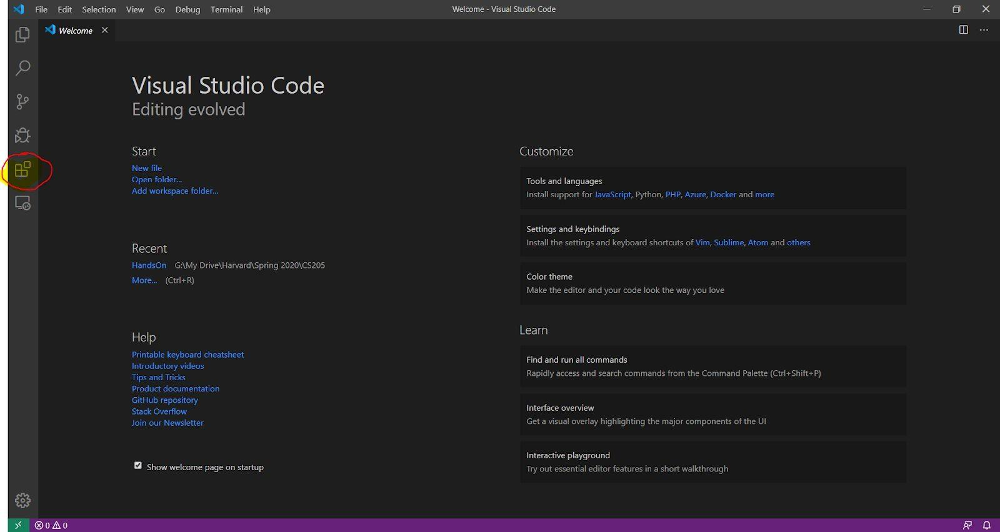 File Edit Selection View Go Debug Terminal Help
Welcome - Visual Studio Code
Welcome
Visual Studio Code
Editing evolved
Start
New file
Open folder...
Add workspace folder...
Recent
HandsOn G:\My Drive\Harvard\Spring 2020\CS205
More... (Ctrl+R)
Help
Printable keyboard cheatsheet
Introductory videos
Tips and Tricks
Product documentation
GitHub repository
Stack Overflow
Join our Newsletter
Show welcome page on startup
Customize
Tools and languages
Install support for JavaScript, Python, PHP, Azure, Docker and more
Settings and keybindings
Install the settings and keyboard shortcuts of Vim, Sublime, Atom and others
Color theme
Make the editor and your code look the way you love
Learn
Find and run all commands
Rapidly access and search commands from the Command Palette (Ctrl+Shift+P)
Interface overview
Get a visual overlay highlighting the major components of the UI
Interactive playground
Try out essential editor features in a short walkthrough
0 0